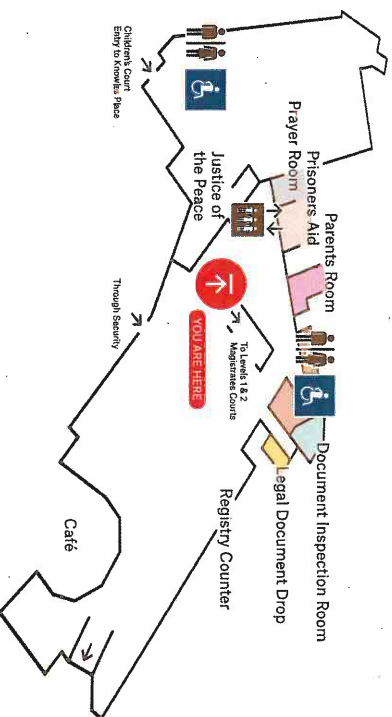 Document Inspection Room
Legal Document Drop
Registry Counter
Parents Room
Prisoners Aid
Prayer Room
Justice of
the Peace
To Levels 1 & 2
Magistrates Courts
YOU ARE HERE
Through Security
Children's Court
Entry to Knowles Place
Café